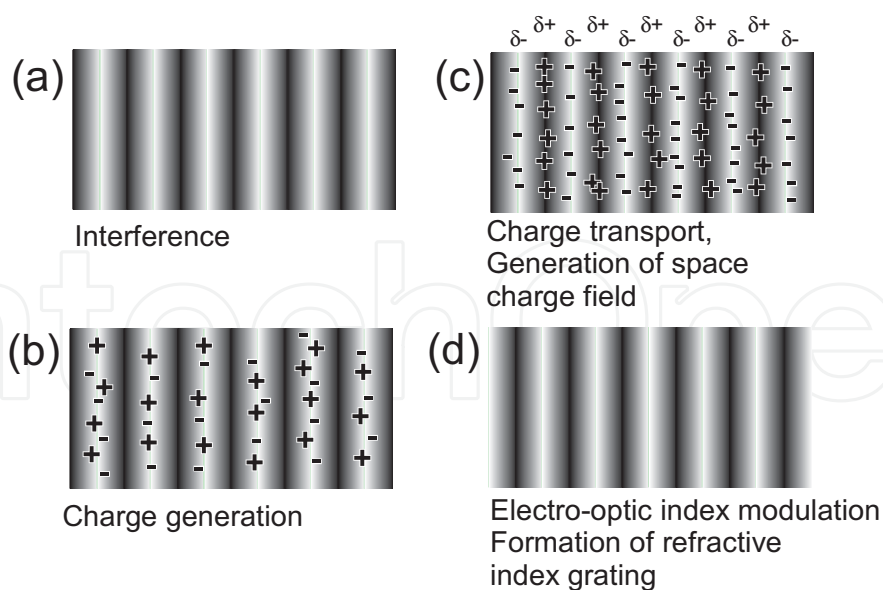 (a)
Interference
(b)
Charge generation
δ+ δ+ δ+ δ+ δ+
δ- δ- δ- δ- δ- δ-
(c)
Charge transport,
Generation of space
charge field
(d)
Electro-optic index modulation
Formation of refractive
index grating